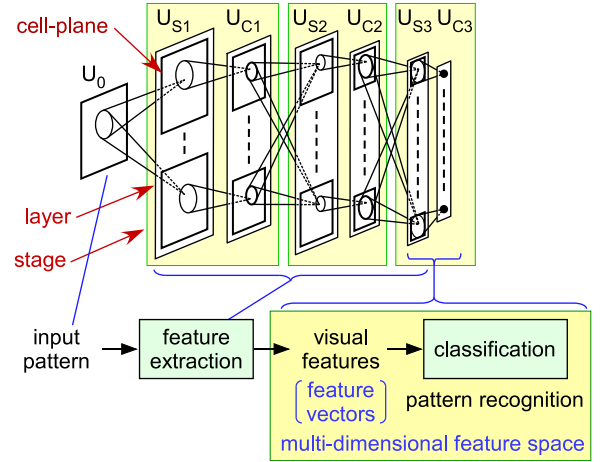 cell-plane
U_S1
U_C1
U_S2
U_C2
U_S3
U_C3
U_0
layer
stage
input
pattern
feature
extraction
visual
features
classification
feature
vectors
pattern recognition
multi-dimensional feature space